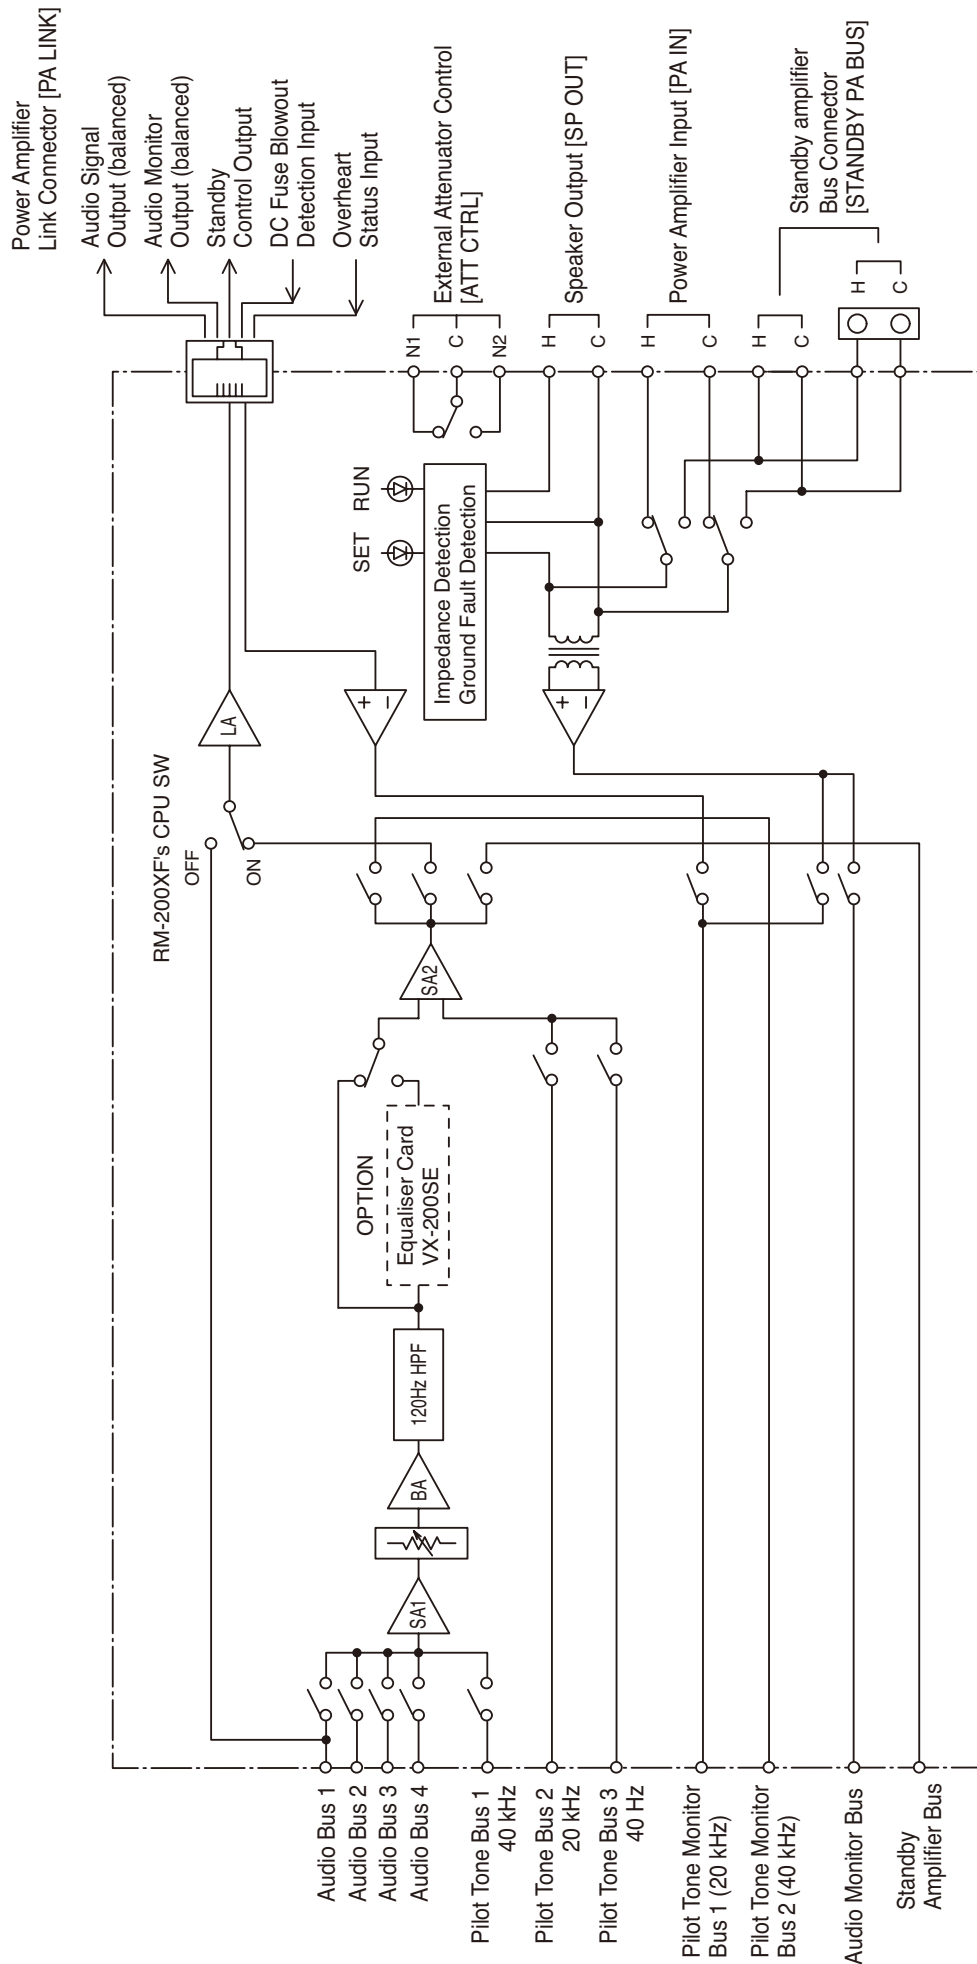 Power Amplifier
Link Connector [PA LINK]
Audio Signal
Output (balanced)
Audio Monitor
Output (balanced)
Standby
Control Output
DC Fuse Blowout
Detection Input
Overheart
Status Input
N1
C
N2
External Attenuator Control
[ATT CTRL]
H
C
Speaker Output [SP OUT]
H
C
Power Amplifier Input [PA IN]
H
C
H
C
Standby amplifier
Bus Connector
[STANDBY PA BUS]
SET
RUN
Impedance Detection
Ground Fault Detection
+
−
+
−
LA
RM-200XF's CPU SW
OFF
ON
SA2
OPTION
Equaliser Card
VX-200SE
120Hz HPF
BA
SA1
Audio Bus 1
Audio Bus 2
Audio Bus 3
Audio Bus 4
Pilot Tone Bus 1
40 kHz
Pilot Tone Bus 2
20 kHz
Pilot Tone Bus 3
40 Hz
Pilot Tone Monitor
Bus 1 (20 kHz)
Pilot Tone Monitor
Bus 2 (40 kHz)
Audio Monitor Bus
Standby
Amplifier Bus